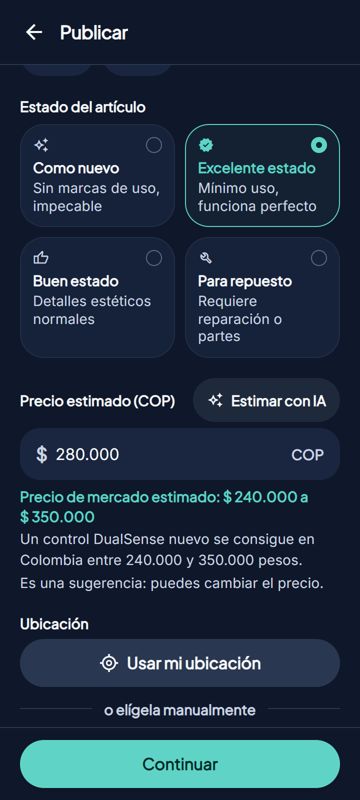 Publicar
Estado del artículo
Como nuevo
Sin marcas de uso,
impecable
Excelente estado
Mínimo uso,
funciona perfecto
Buen estado
Detalles estéticos
normales
Para repuesto
Requiere
reparación o
partes
Precio estimado (COP)
Estimar con IA
$ 280.000
COP
Precio de mercado estimado: $ 240.000 a
$ 350.000
Un control DualSense nuevo se consigue en
Colombia entre 240.000 y 350.000 pesos.
Es una sugerencia: puedes cambiar el precio.
Ubicación
Usar mi ubicación
o elígela manualmente
Continuar